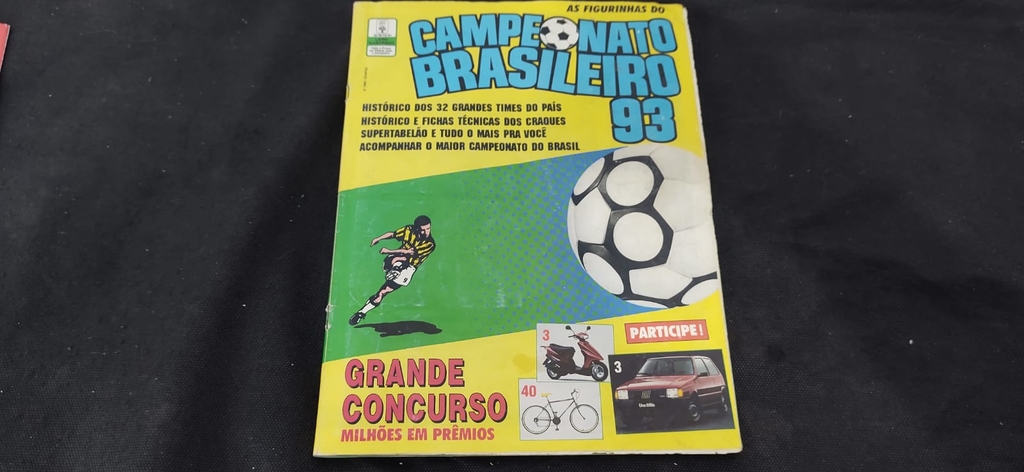 AS FIGURINHAS DO
CAMPEONATO
BRASILEIRO
93
HISTÓRICO DOS 32 GRANDES TIMES DO PAÍS
HISTÓRICO E FICHAS TÉCNICAS DOS CRAQUES
SUPERTABELÃO E TUDO O MAIS PRA VOCÊ
ACOMPANHAR O MAIOR CAMPEONATO DO BRASIL
PARTICIPE!
3
3
40
GRANDE
CONCURSO
MILHÕES EM PRÊMIOS